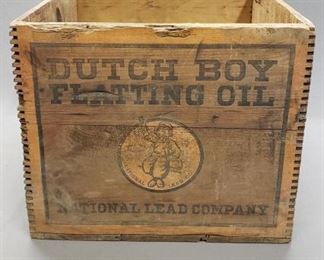 DUTCH BOY
FLATTING OIL
NATIONAL LEAD COMPANY